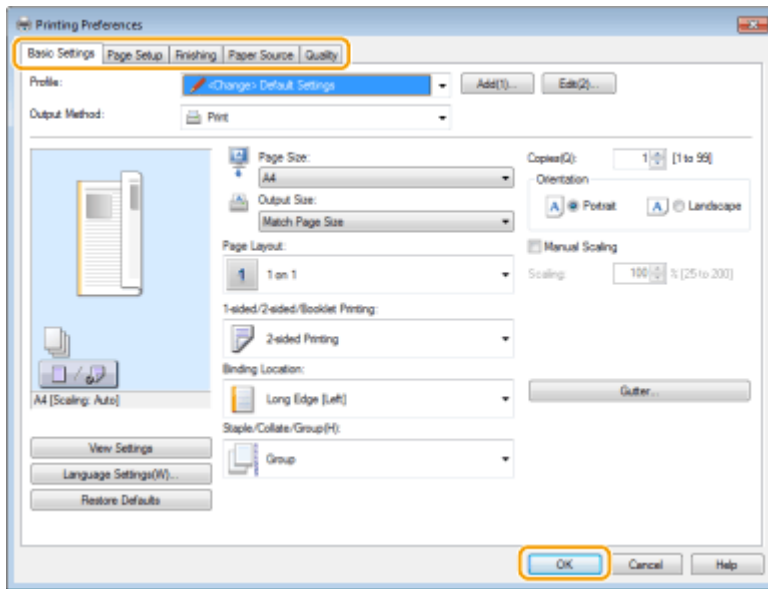 Printing Preferences
Basic Settings Page Setup Finishing Paper Source Quality
Profile: <Change> Default Settings Add(1)... Edit(2)...
Output Method: Print
Page Size:
A4
Output Size:
Match Page Size
Copies(Q): 1 [1 to 99]
Orientation
A Portrait A Landscape
Page Layout:
1 1 on 1
Manual Scaling
Scaling: 100 % [25 to 200]
1-sided/2-sided/Booklet Printing:
2-sided Printing
Binding Location:
Long Edge [Left]
Gutter...
A4 [Scaling: Auto]
Staple/Collate/Group(H):
Group
View Settings
Language Settings(W)...
Restore Defaults
OK Cancel Help